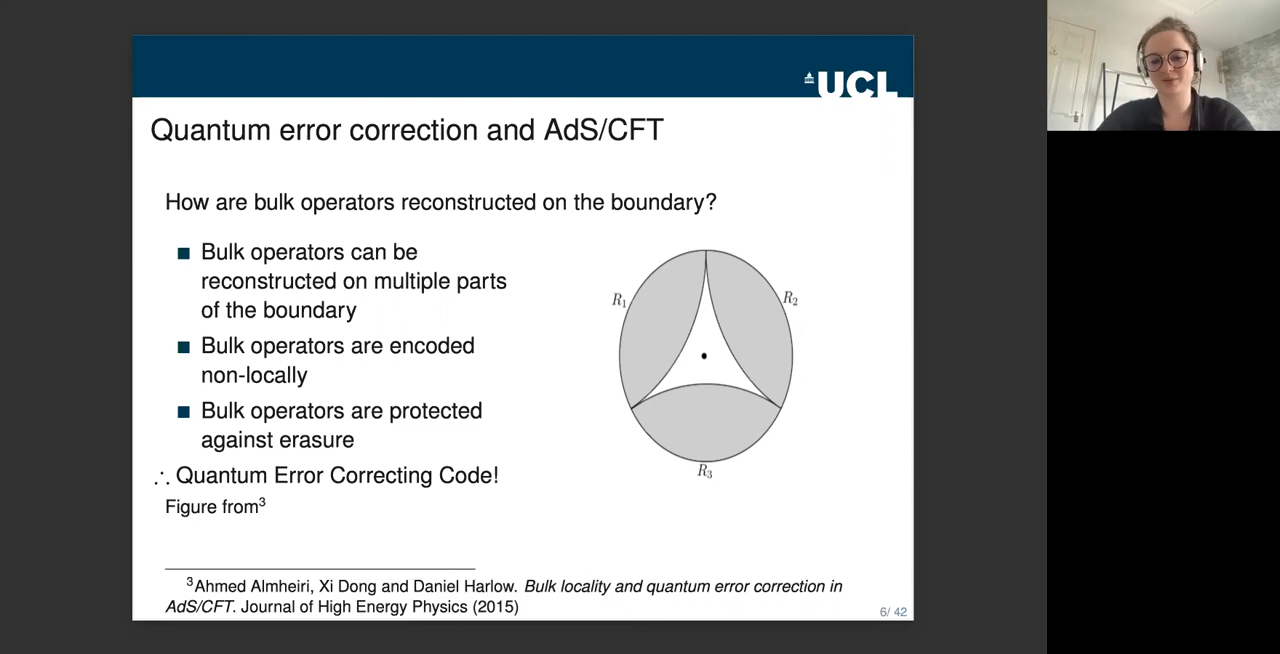 UCL
Quantum error correction and AdS/CFT
How are bulk operators reconstructed on the boundary?
■ Bulk operators can be
reconstructed on multiple parts
of the boundary
■ Bulk operators are encoded
non-locally
■ Bulk operators are protected
against erasure
∴ Quantum Error Correcting Code!
Figure from³
R₁
R₂
R₃
³Ahmed Almheiri, Xi Dong and Daniel Harlow. Bulk locality and quantum error correction in
AdS/CFT. Journal of High Energy Physics (2015)
6/ 42